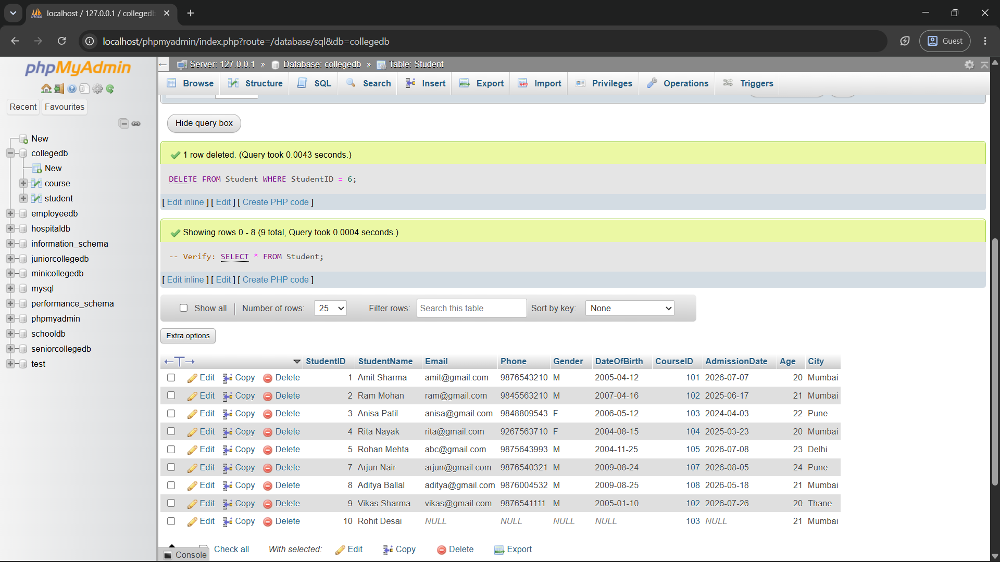 localhost / 127.0.0.1 / collegedb
localhost/phpmyadmin/index.php?route=/database/sql&db=collegedb
Guest
phpMyAdmin
Recent Favourites
New
collegedb
New
course
student
employeedb
hospitaldb
information_schema
juniorcollegedb
minicollegedb
mysql
performance_schema
phpmyadmin
schooldb
seniorcollegedb
test
Server: 127.0.0.1 » Database: collegedb » Table: Student
Browse Structure SQL Search Insert Export Import Privileges Operations Triggers
Hide query box
1 row deleted. (Query took 0.0043 seconds.)
DELETE FROM Student WHERE StudentID = 6;
[ Edit inline ] [ Edit ] [ Create PHP code ]
Showing rows 0 - 8 (9 total, Query took 0.0004 seconds.)
-- Verify: SELECT * FROM Student;
[ Edit inline ] [ Edit ] [ Create PHP code ]
Show all Number of rows: 25 Filter rows: Search this table Sort by key: None
Extra options
StudentID StudentName Email Phone Gender DateOfBirth CourseID AdmissionDate Age City
Edit Copy Delete 1 Amit Sharma amit@gmail.com 9876543210 M 2005-04-12 101 2026-07-07 20 Mumbai
Edit Copy Delete 2 Ram Mohan ram@gmail.com 9845563210 M 2007-04-16 102 2025-06-17 21 Mumbai
Edit Copy Delete 3 Anisa Patil anisa@gmail.com 9848809543 F 2006-05-12 103 2024-04-03 22 Pune
Edit Copy Delete 4 Rita Nayak rita@gmail.com 9267563710 F 2004-08-15 104 2025-03-23 20 Mumbai
Edit Copy Delete 5 Rohan Mehta abc@gmail.com 9875643993 M 2004-11-25 105 2026-07-08 23 Delhi
Edit Copy Delete 7 Arjun Nair arjun@gmail.com 9876540321 M 2009-08-24 107 2026-08-05 24 Pune
Edit Copy Delete 8 Aditya Ballal aditya@gmail.com 9876004532 M 2009-08-25 108 2026-05-18 21 Mumbai
Edit Copy Delete 9 Vikas Sharma vikas@gmail.com 9876541111 M 2005-01-10 102 2026-07-26 20 Thane
Edit Copy Delete 10 Rohit Desai NULL NULL NULL NULL 103 NULL 21 Mumbai
Check all With selected: Edit Copy Delete Export
Console